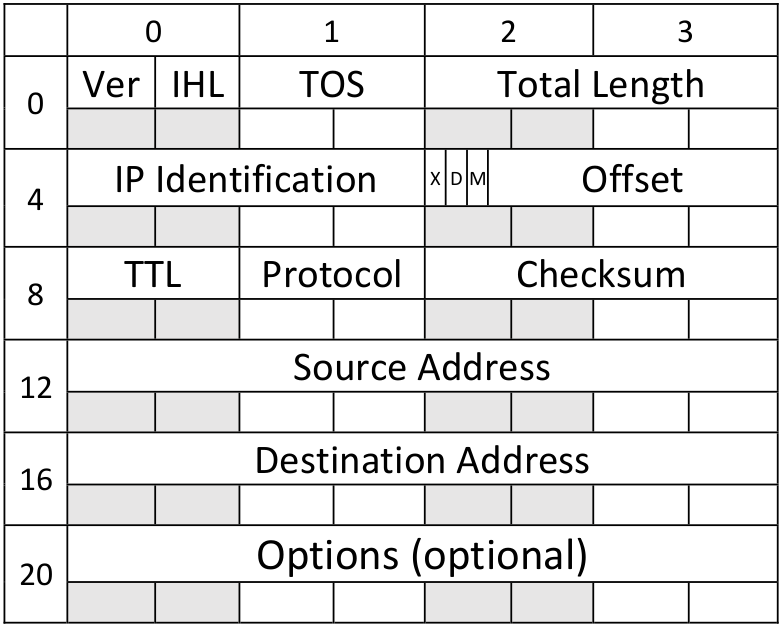 0 1 2 3
0 Ver IHL TOS Total Length
4 IP Identification X D M Offset
8 TTL Protocol Checksum
12 Source Address
16 Destination Address
20 Options (optional)